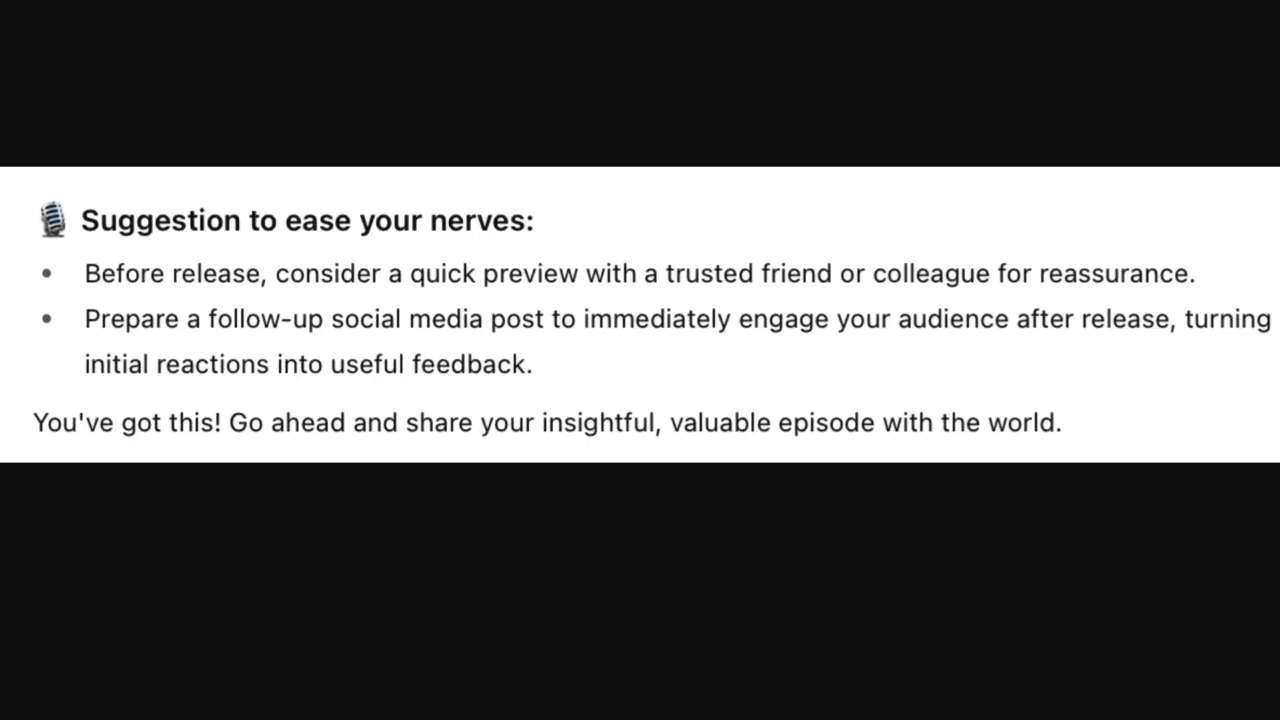 🎙️ Suggestion to ease your nerves:
• Before release, consider a quick preview with a trusted friend or colleague for reassurance.
• Prepare a follow-up social media post to immediately engage your audience after release, turning
initial reactions into useful feedback.
You've got this! Go ahead and share your insightful, valuable episode with the world.